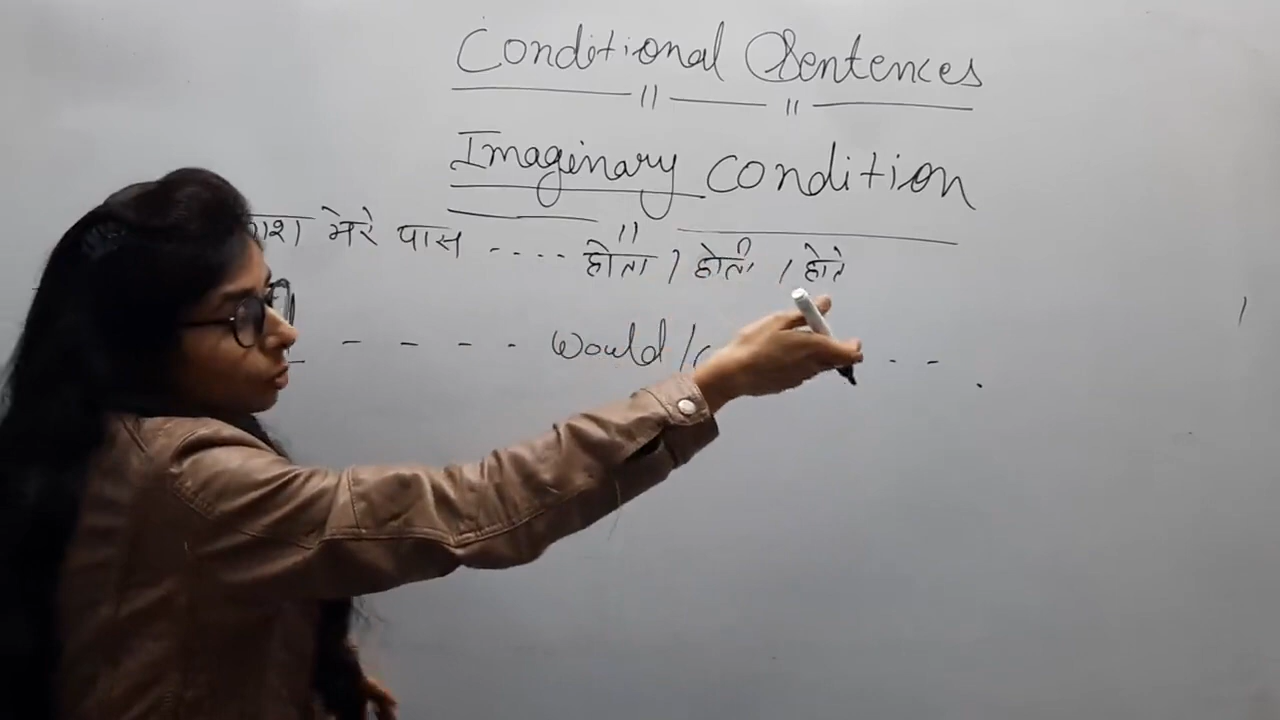 Conditional Sentences
Imaginary Condition
मेरे पास .... होता / होती / होते
- - - - . would / . -